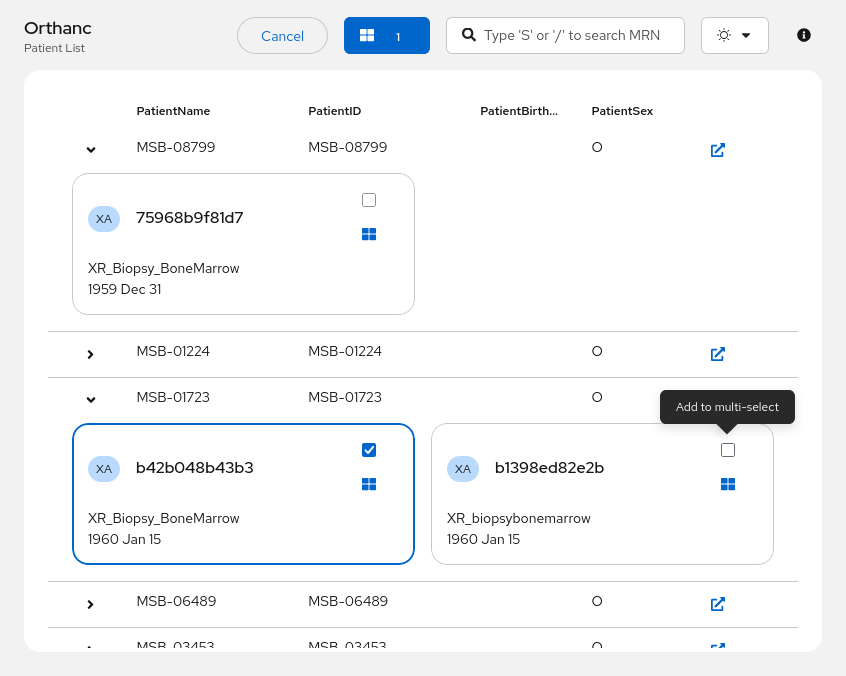 Orthanc
Patient List
Cancel
1
Type 'S' or '/' to search MRN
PatientName PatientID PatientBirth... PatientSex
MSB-08799 MSB-08799 O
XA 75968b9f81d7
XR_Biopsy_BoneMarrow
1959 Dec 31
MSB-01224 MSB-01224 O
MSB-01723 MSB-01723 O
Add to multi-select
XA b42b048b43b3
XR_Biopsy_BoneMarrow
1960 Jan 15
XA b1398ed82e2b
XR_biopsybonemarrow
1960 Jan 15
MSB-06489 MSB-06489 O
MSB-03453 MSB-03453 O